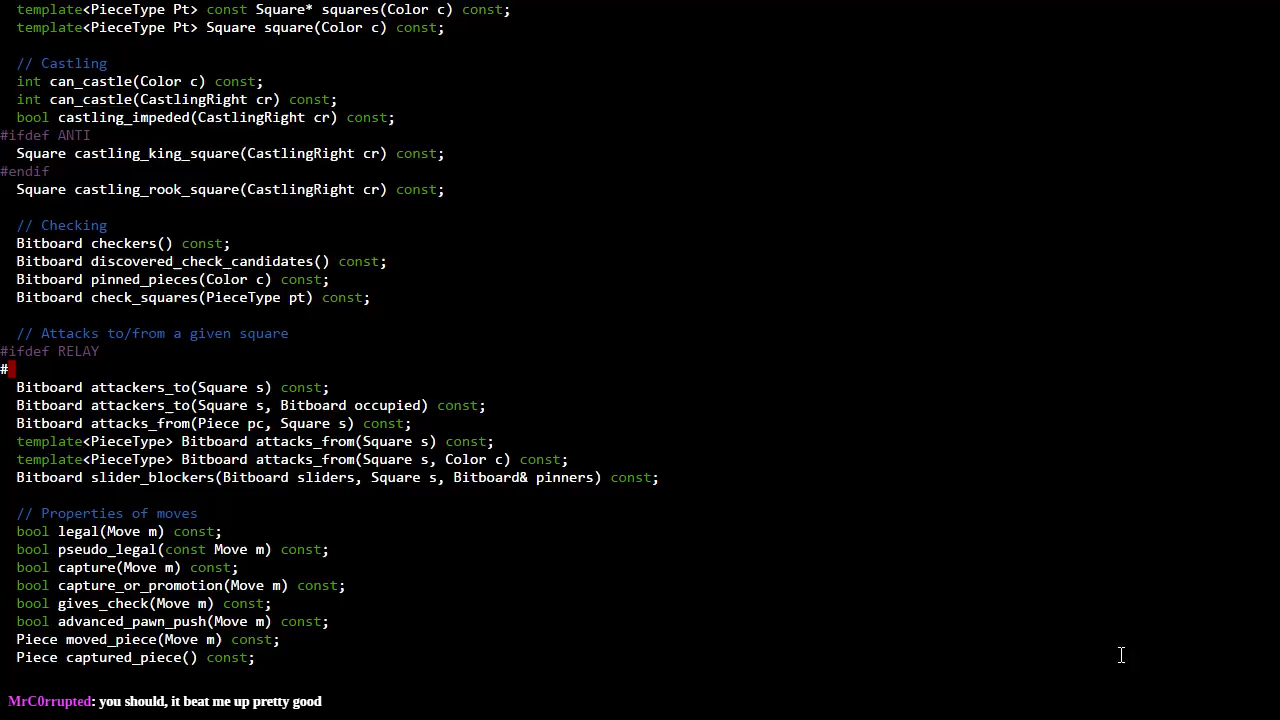 template<PieceType Pt> const Square* squares(Color c) const;
template<PieceType Pt> Square square(Color c) const;
// Castling
int can_castle(Color c) const;
int can_castle(CastlingRight cr) const;
bool castling_impeded(CastlingRight cr) const;
#ifdef ANTI
Square castling_king_square(CastlingRight cr) const;
#endif
Square castling_rook_square(CastlingRight cr) const;
// Checking
Bitboard checkers() const;
Bitboard discovered_check_candidates() const;
Bitboard pinned_pieces(Color c) const;
Bitboard check_squares(PieceType pt) const;
// Attacks to/from a given square
#ifdef RELAY
#
Bitboard attackers_to(Square s) const;
Bitboard attackers_to(Square s, Bitboard occupied) const;
Bitboard attacks_from(Piece pc, Square s) const;
template<PieceType> Bitboard attacks_from(Square s) const;
template<PieceType> Bitboard attacks_from(Square s, Color c) const;
Bitboard slider_blockers(Bitboard sliders, Square s, Bitboard& pinners) const;
// Properties of moves
bool legal(Move m) const;
bool pseudo_legal(const Move m) const;
bool capture(Move m) const;
bool capture_or_promotion(Move m) const;
bool gives_check(Move m) const;
bool advanced_pawn_push(Move m) const;
Piece moved_piece(Move m) const;
Piece captured_piece() const;
MrC0rrupted: you should, it beat me up pretty good